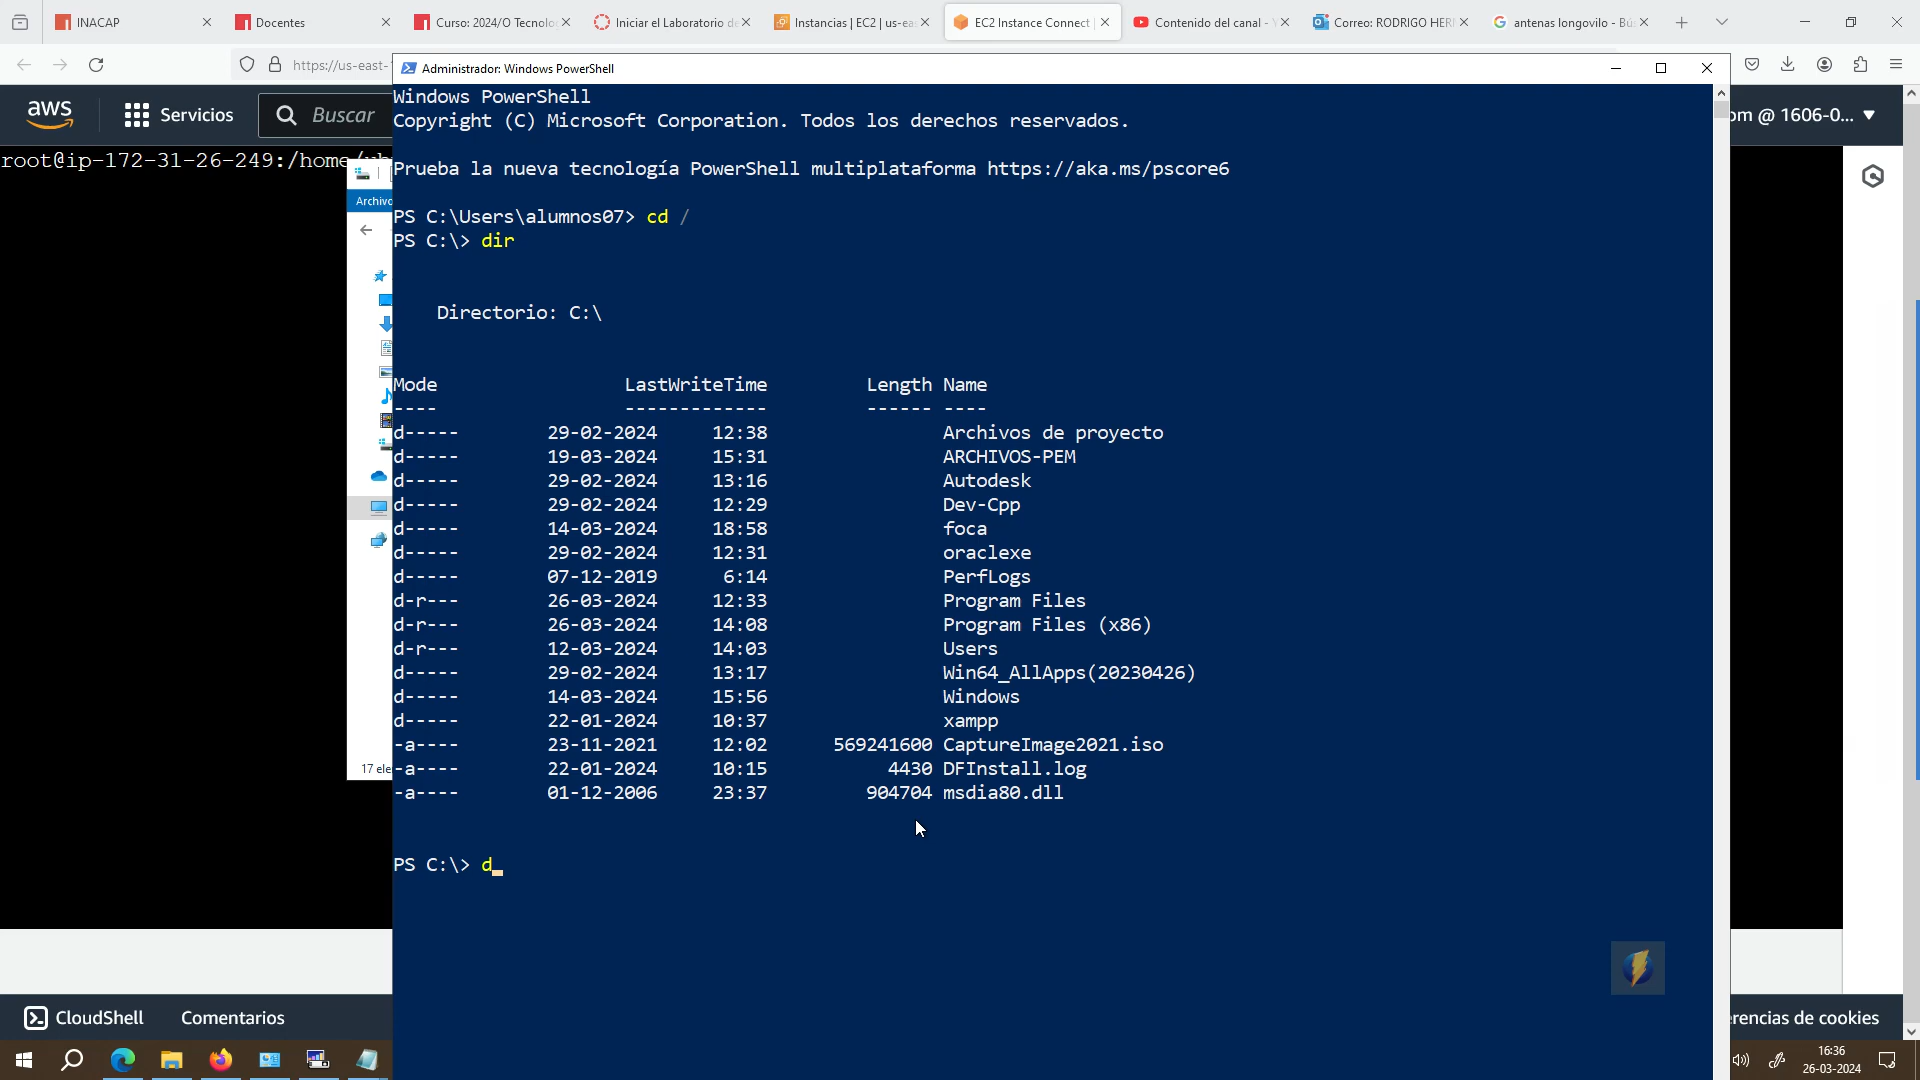 INACAP
Docentes
Curso: 2024/O Tecnolo
Iniciar el Laboratorio d
Instancias | EC2 | us-ea
EC2 Instance Connect
Contenido del canal - Y
Correo: RODRIGO HER
antenas longovilo - Bú
https://us-east-
Administrador: Windows PowerShell
aws
Servicios
Buscar
om @ 1606-0...
root@ip-172-31-26-249:/home/
Archivo
17 ele
Windows PowerShell
Copyright (C) Microsoft Corporation. Todos los derechos reservados.
Prueba la nueva tecnología PowerShell multiplataforma https://aka.ms/pscore6
PS C:\Users\alumnos07> cd /
PS C:\> dir
Directorio: C:\
Mode LastWriteTime Length Name
---- ------------- ------ ----
d----- 29-02-2024 12:38 Archivos de proyecto
d----- 19-03-2024 15:31 ARCHIVOS-PEM
d----- 29-02-2024 13:16 Autodesk
d----- 29-02-2024 12:29 Dev-Cpp
d----- 14-03-2024 18:58 foca
d----- 29-02-2024 12:31 oraclexe
d----- 07-12-2019 6:14 PerfLogs
d-r--- 26-03-2024 12:33 Program Files
d-r--- 26-03-2024 14:08 Program Files (x86)
d-r--- 12-03-2024 14:03 Users
d----- 29-02-2024 13:17 Win64_AllApps(20230426)
d----- 14-03-2024 15:56 Windows
d----- 22-01-2024 10:37 xampp
-a---- 23-11-2021 12:02 569241600 CaptureImage2021.iso
-a---- 22-01-2024 10:15 4430 DFInstall.log
-a---- 01-12-2006 23:37 904704 msdia80.dll
PS C:\> d_
CloudShell
Comentarios
erencias de cookies
16:36
26-03-2024